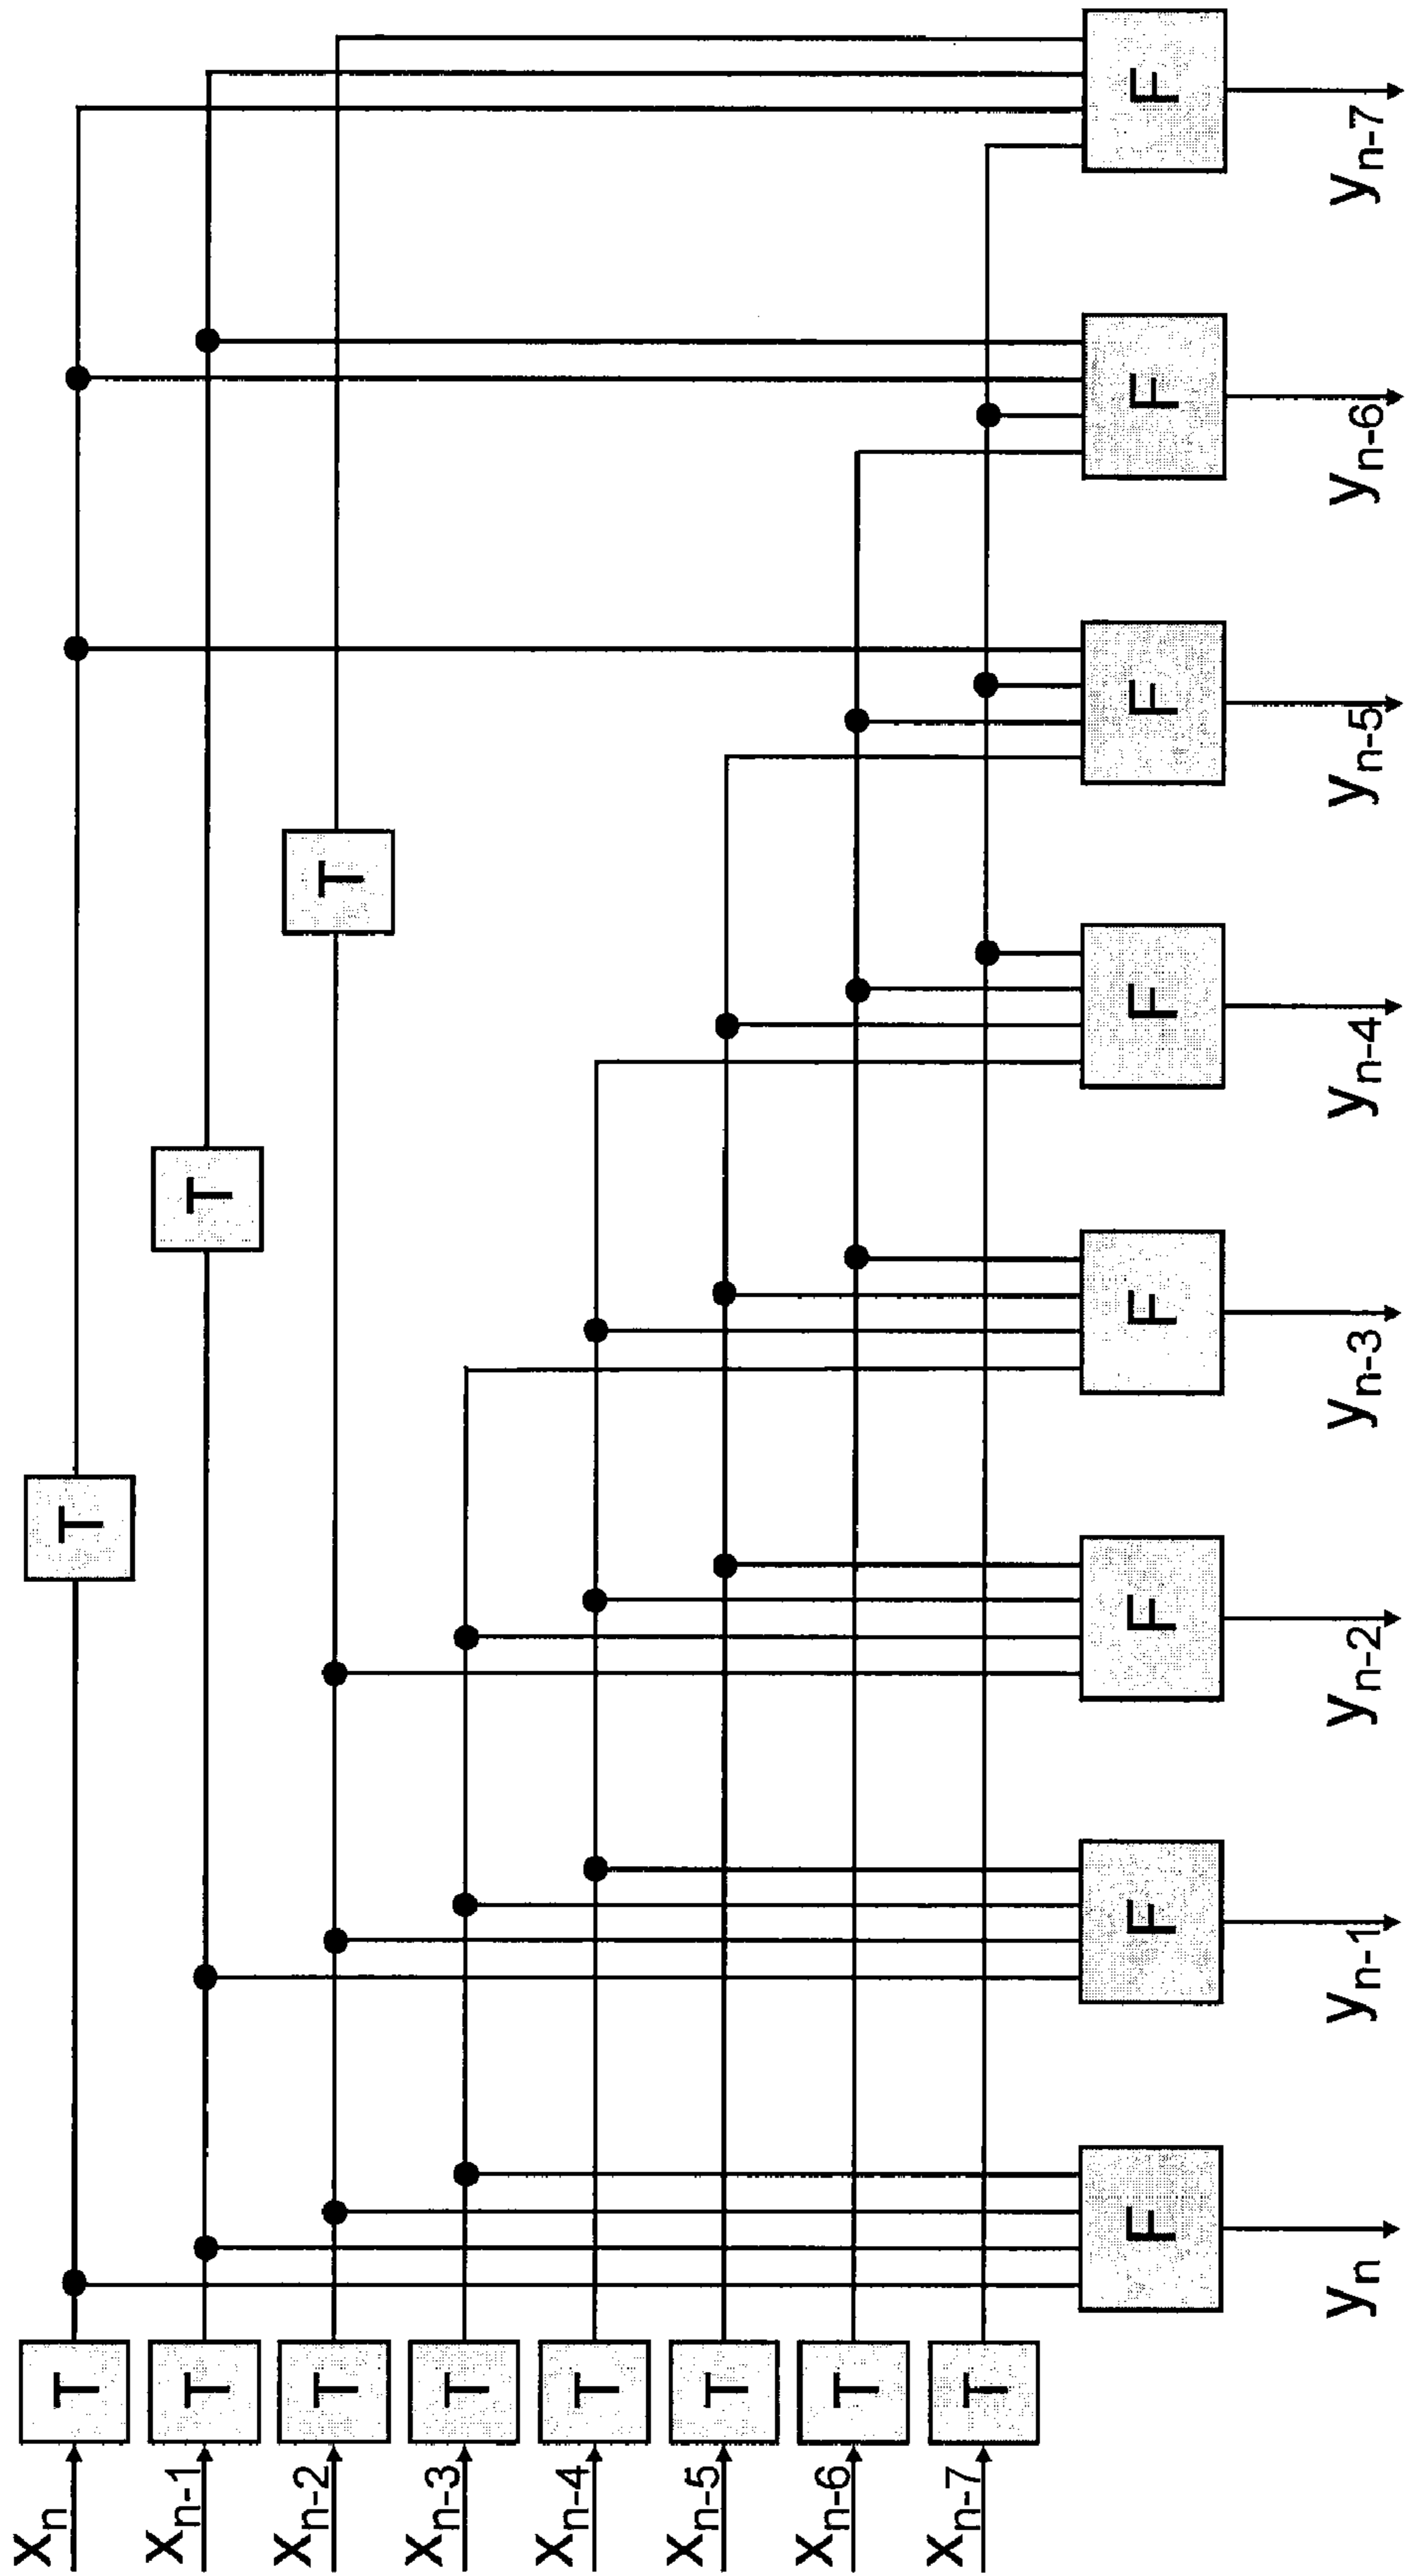 xn T T
xn-1 T T
xn-2 T T
xn-3 T
xn-4 T
xn-5 T
xn-6 T
xn-7 T
F F F F F F F F
yn yn-1 yn-2 yn-3 yn-4 yn-5 yn-6 yn-7